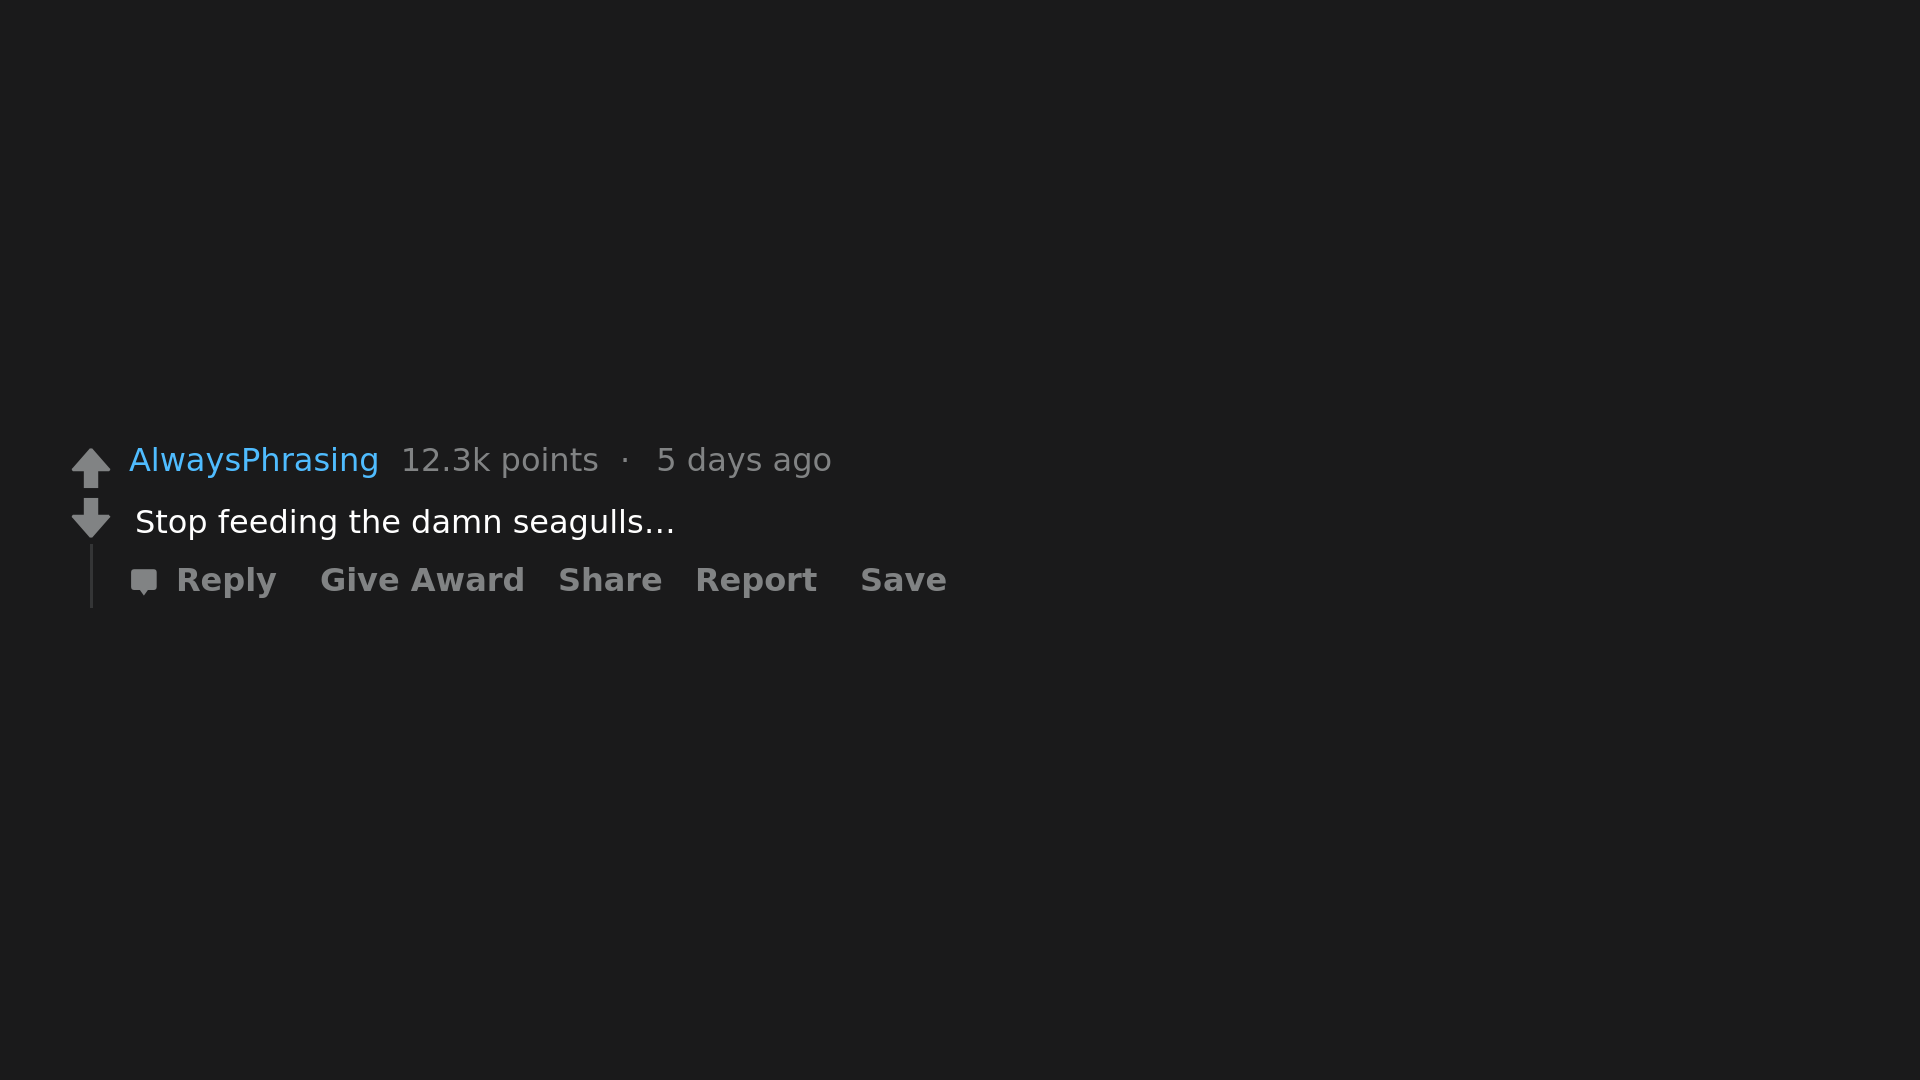 AlwaysPhrasing 12.3k points · 5 days ago
Stop feeding the damn seagulls...
Reply Give Award Share Report Save